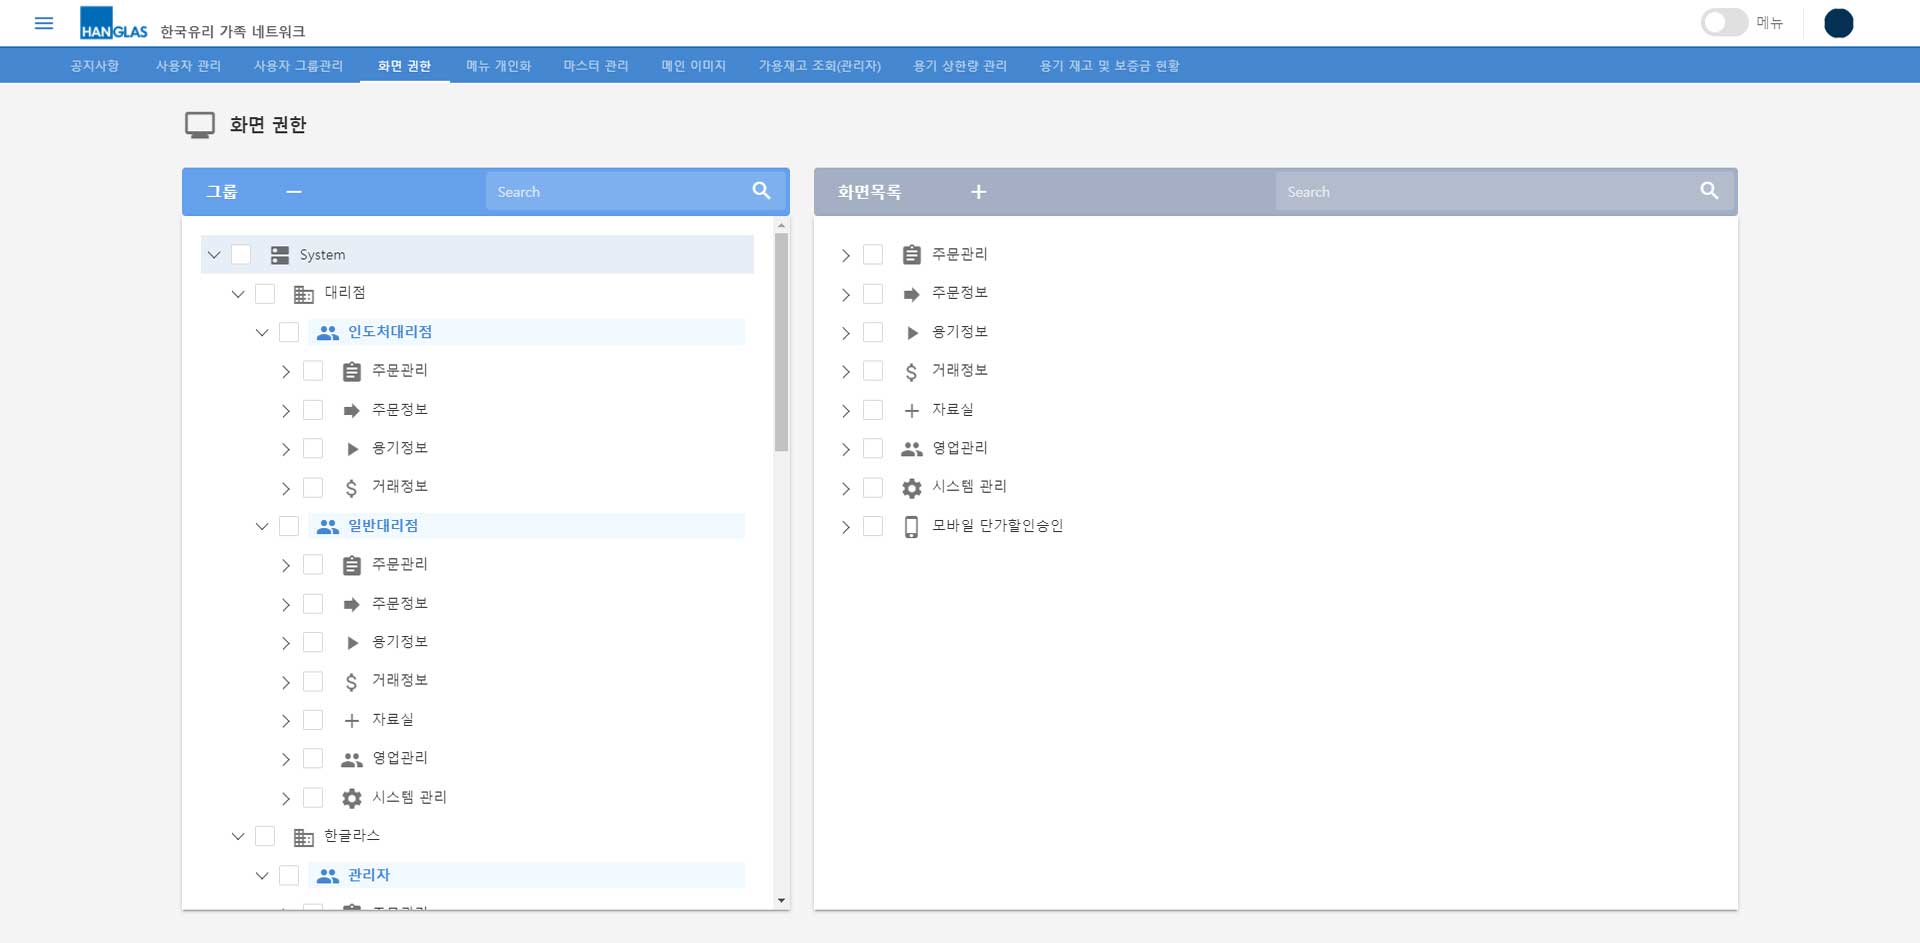 HANGLAS 한국유리 가족 네트워크
메뉴
공지사항 사용자 관리 사용자 그룹관리 화면 권한 메뉴 개인화 마스터 관리 메인 이미지 가용재고 조회(관리자) 용기 상한량 관리 용기 재고 및 보증금 현황
화면 권한
그룹 Search
System
대리점
인도처대리점
주문관리
주문정보
용기정보
거래정보
일반대리점
주문관리
주문정보
용기정보
거래정보
자료실
영업관리
시스템 관리
한글라스
관리자
주문관리
화면목록 Search
주문관리
주문정보
용기정보
거래정보
자료실
영업관리
시스템 관리
모바일 단가할인승인